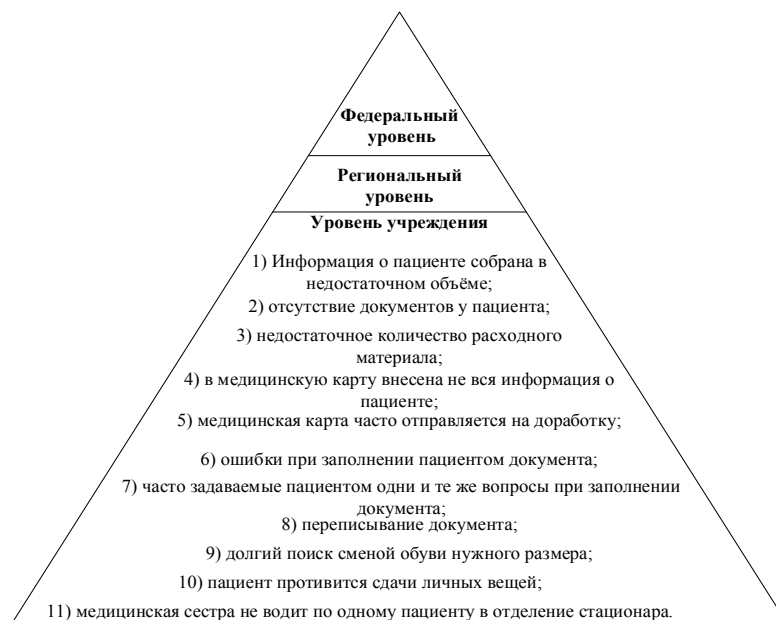 Федеральный
уровень
Региональный
уровень
Уровень учреждения
1) Информация о пациенте собрана в
недостаточном объёме;
2) отсутствие документов у пациента;
3) недостаточное количество расходного
материала;
4) в медицинскую карту внесена не вся информация о
пациенте;
5) медицинская карта часто отправляется на доработку;
6) ошибки при заполнении пациентом документа;
7) часто задаваемые пациентом одни и те же вопросы при заполнении
документа;
8) переписывание документа;
9) долгий поиск сменой обуви нужного размера;
10) пациент противится сдачи личных вещей;
11) медицинская сестра не водит по одному пациенту в отделение стационара.